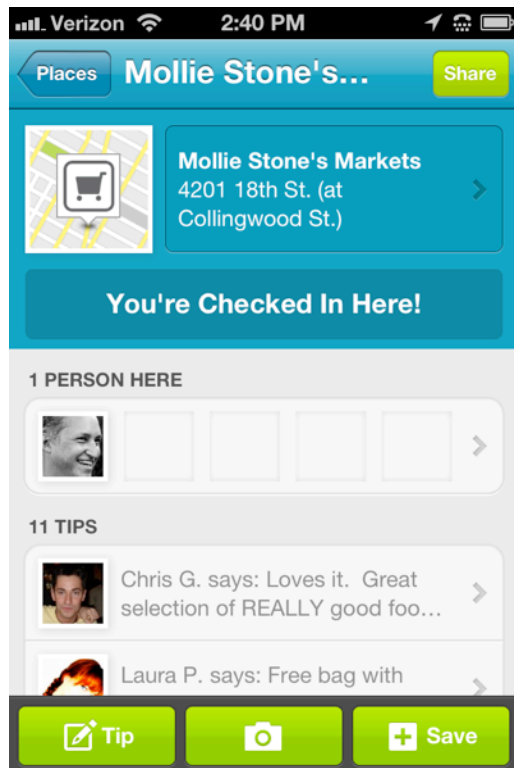 Verizon 2:40 PM
Places Mollie Stone's... Share
Mollie Stone's Markets
4201 18th St. (at
Collingwood St.)
You're Checked In Here!
1 PERSON HERE
11 TIPS
Chris G. says: Loves it. Great
selection of REALLY good foo...
Laura P. says: Free bag with
Tip Save